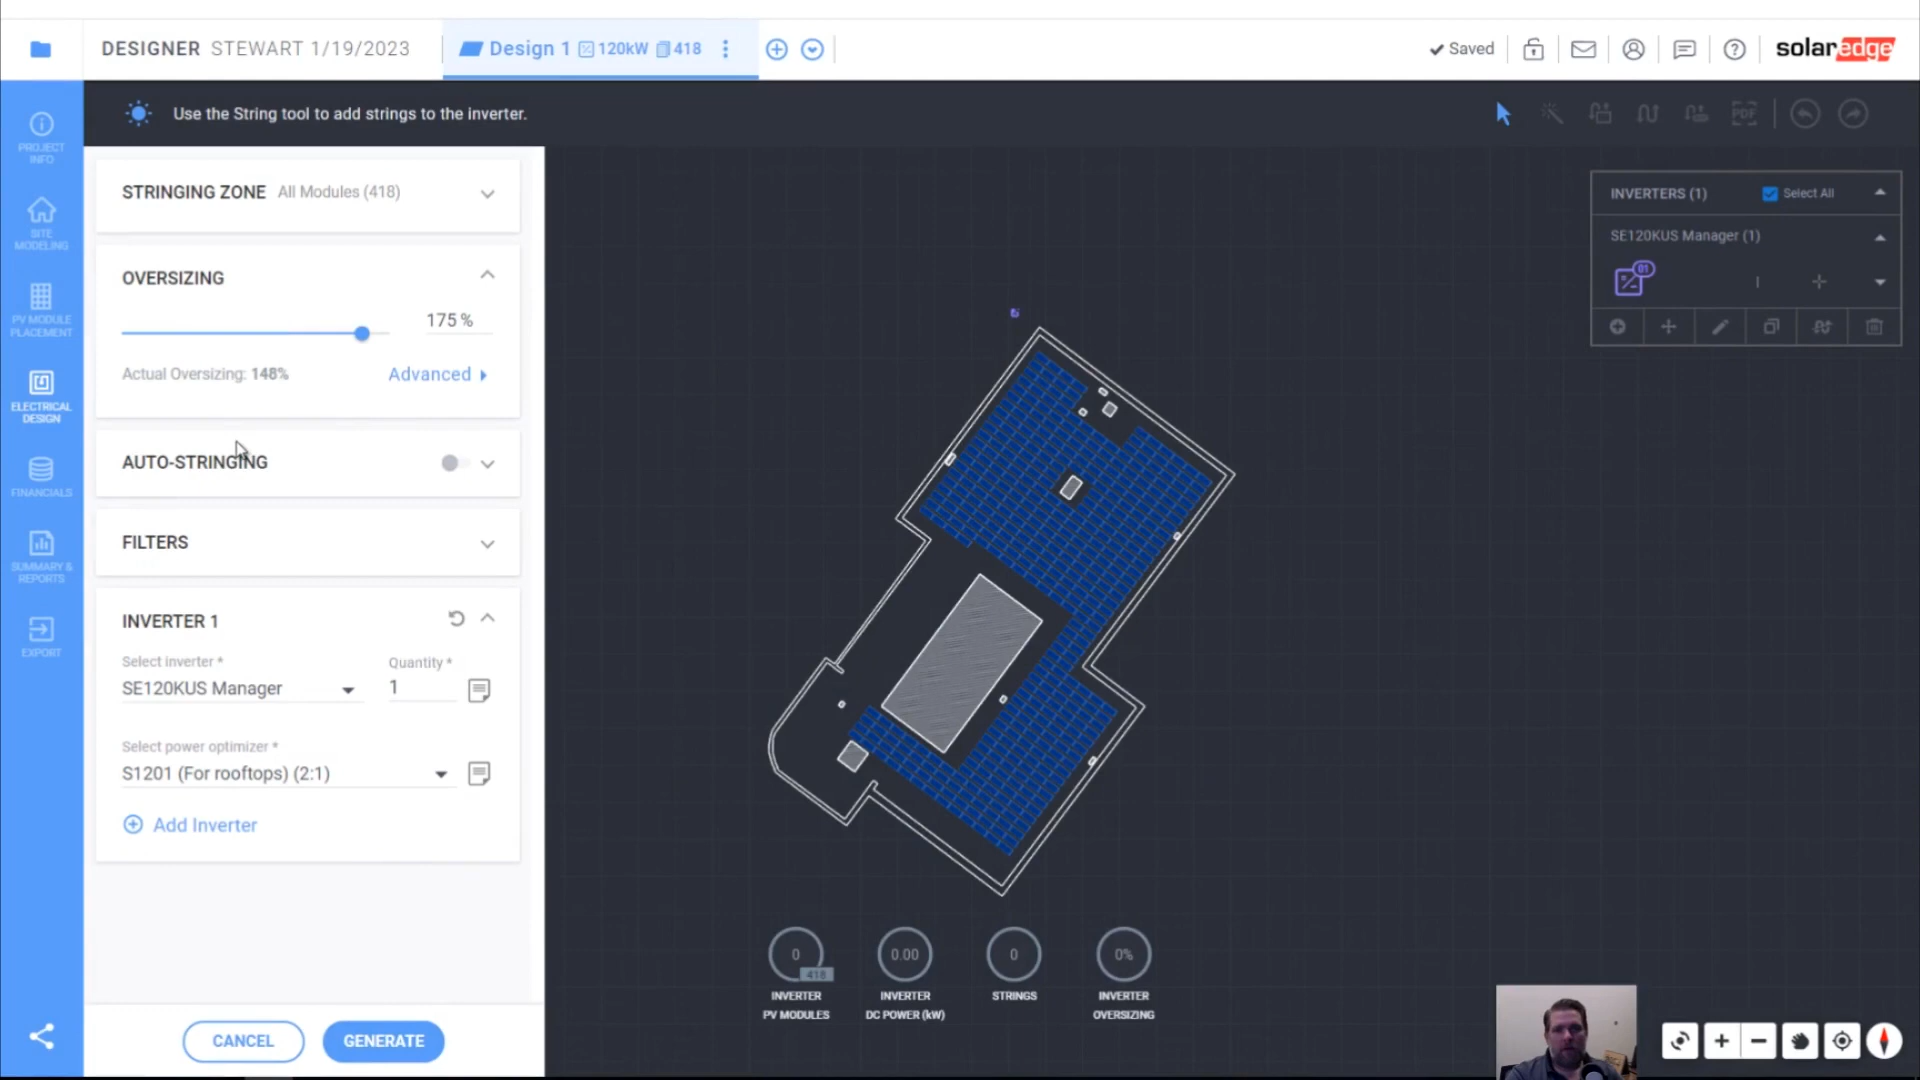 DESIGNER STEWART 1/19/2023
Design 1 120kW 418
Saved
solaredge
Use the String tool to add strings to the inverter.
PDF
PROJECT
INFO
SITE
MODELING
PV MODULE
PLACEMENT
ELECTRICAL
DESIGN
FINANCIALS
SUMMARY &
REPORTS
EXPORT
STRINGING ZONE All Modules (418)
OVERSIZING
175 %
Actual Oversizing: 148% Advanced
AUTO-STRINGING
FILTERS
INVERTER 1
Select inverter * Quantity *
SE120KUS Manager 1
Select power optimizer *
S1201 (For rooftops) (2:1)
Add Inverter
CANCEL GENERATE
INVERTERS (1) Select All
SE120KUS Manager (1)
01
0 0.00 0 0%
418
INVERTER INVERTER STRINGS INVERTER
PV MODULES DC POWER (kW) OVERSIZING